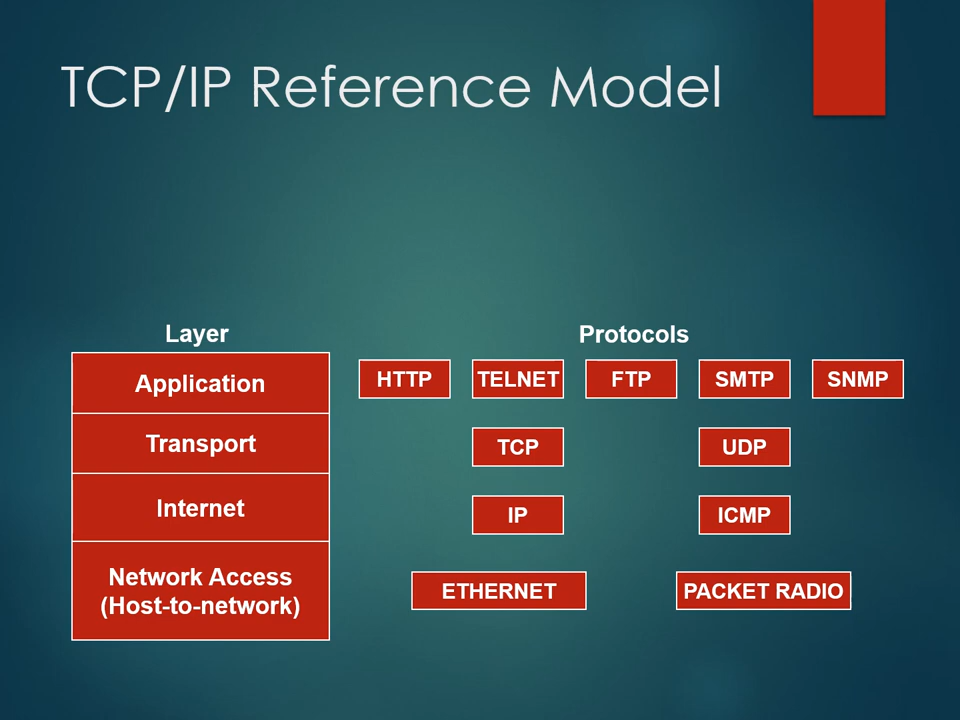 TCP/IP Reference Model
Layer
Protocols
Application
HTTP
TELNET
FTP
SMTP
SNMP
Transport
TCP
UDP
Internet
IP
ICMP
Network Access
(Host-to-network)
ETHERNET
PACKET RADIO